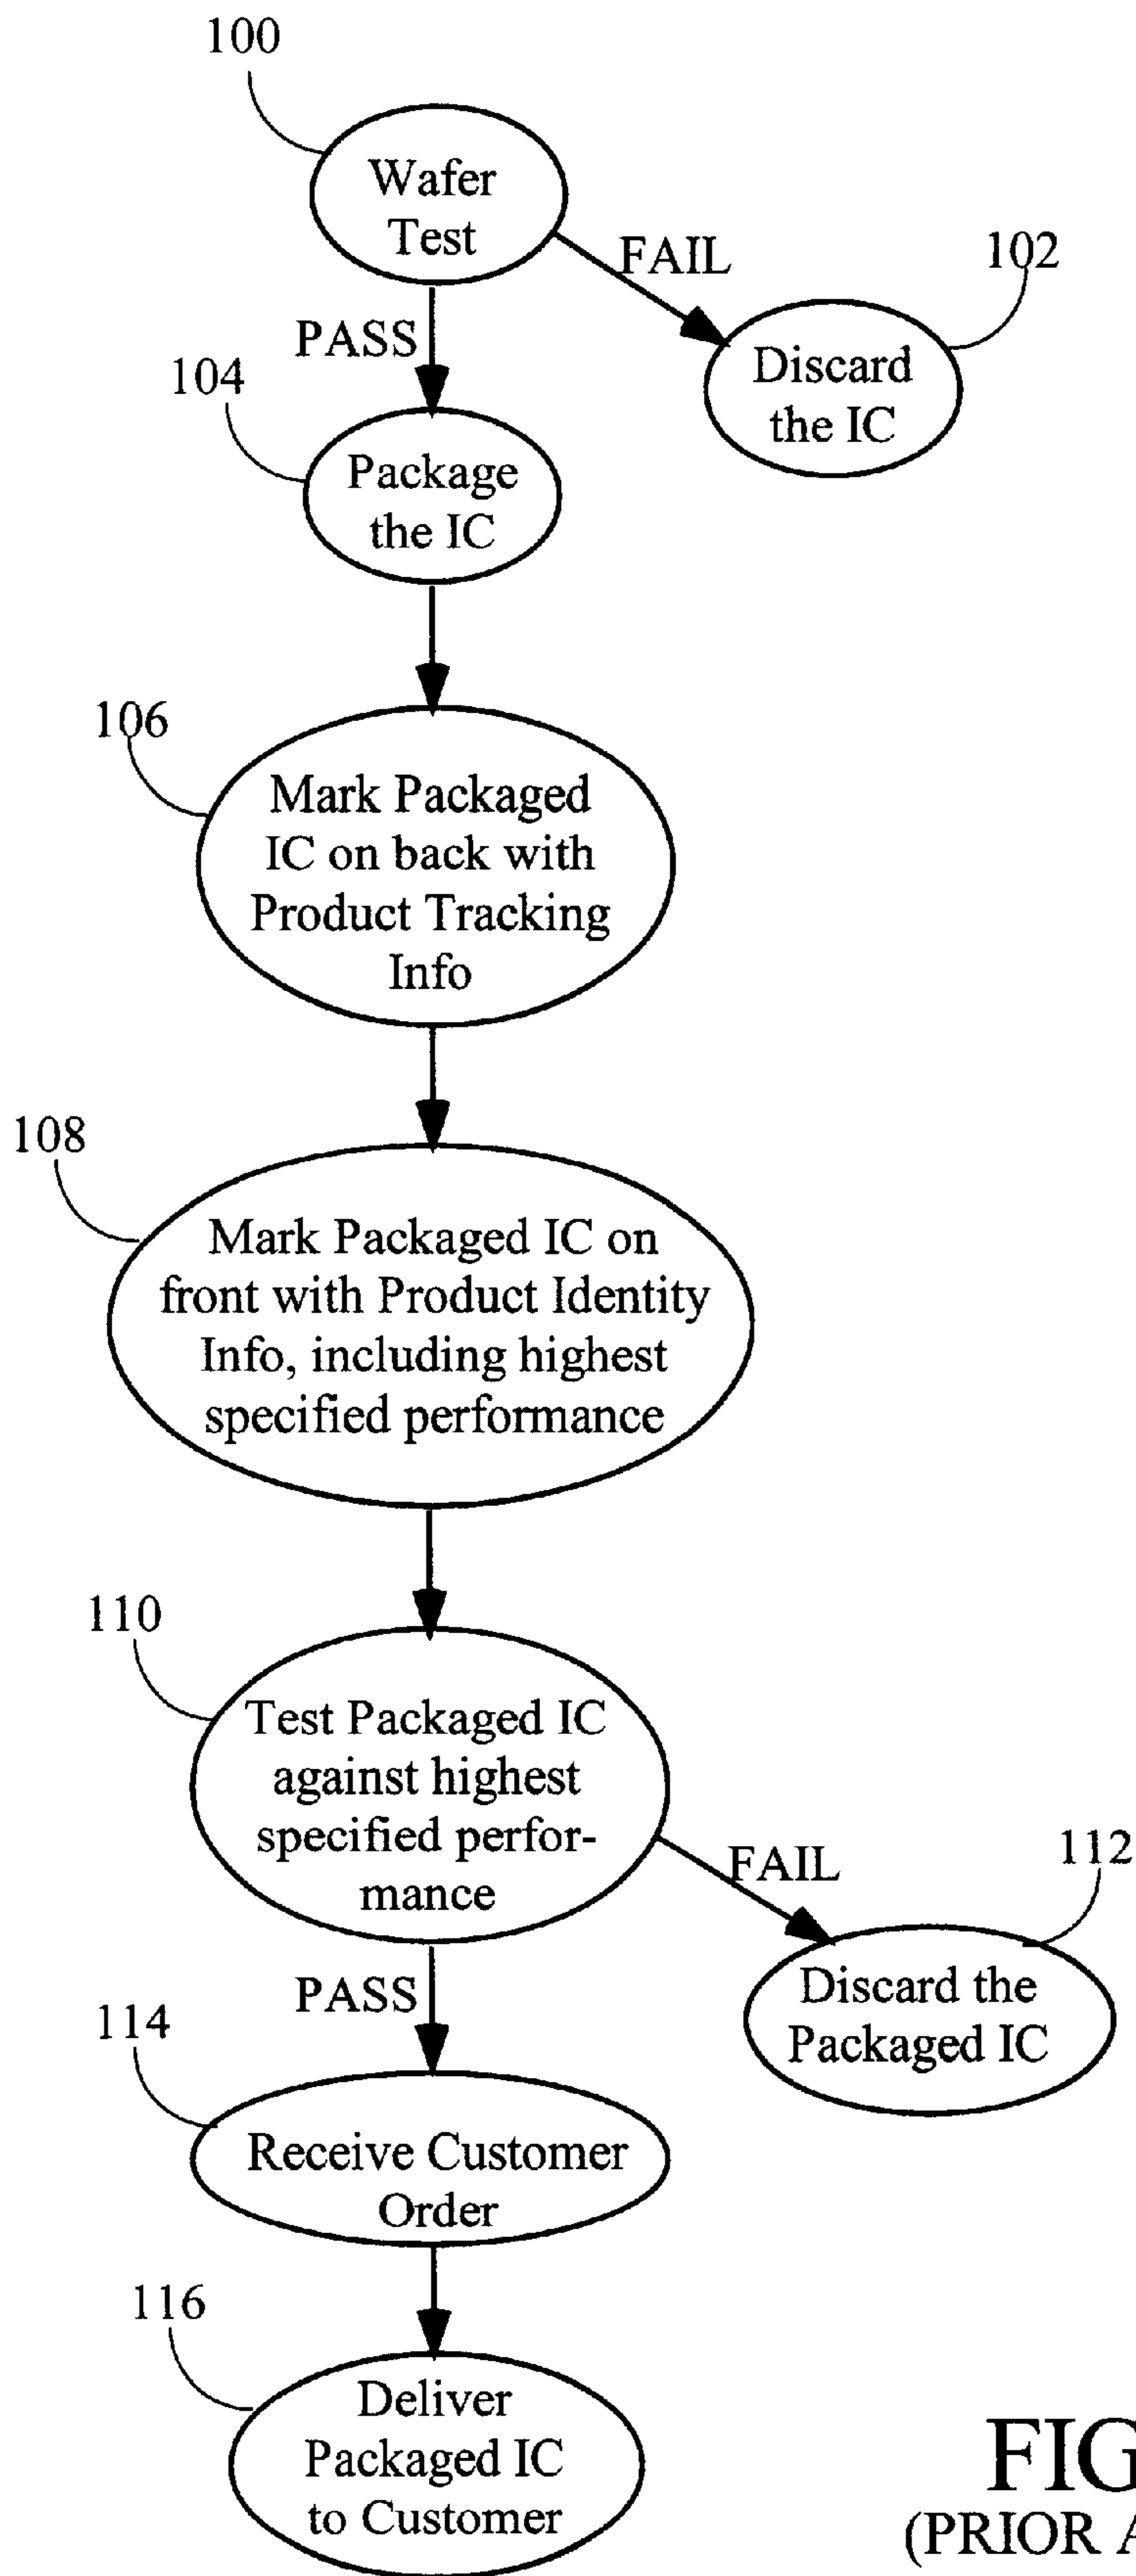 100
Wafer
Test
FAIL
102
PASS
Discard
the IC
104
Package
the IC
106
Mark Packaged
IC on back with
Product Tracking
Info
108
Mark Packaged IC on
front with Product Identity
Info, including highest
specified performance
110
Test Packaged IC
against highest
specified perfor-
mance
FAIL
112
PASS
Discard the
Packaged IC
114
Receive Customer
Order
116
Deliver
Packaged IC
to Customer
FIG
(PRIOR A